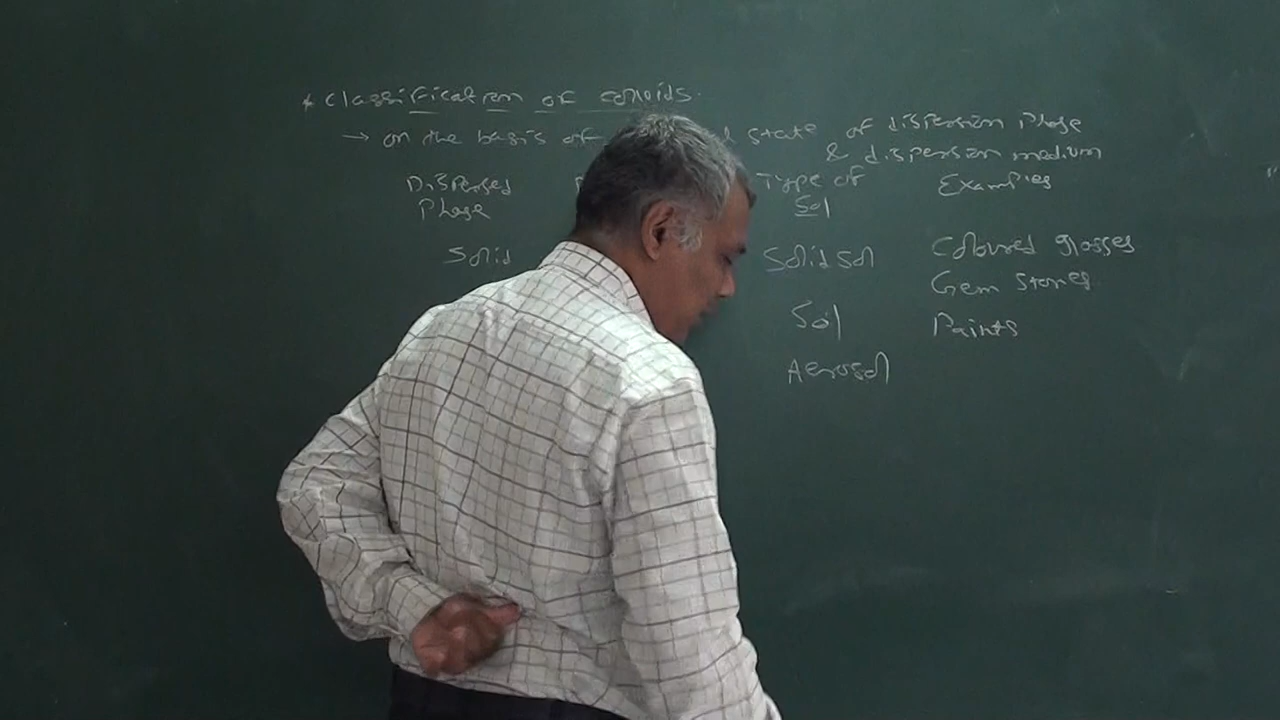 * Classification of colloids.
→ on the basis of state of dispersion Phase
& dispersion medium
Dispersed Type of Examples
Phase Sol
Solid Solid sol Coloured glasses
Gem stones
Sol Paints
Aerosol